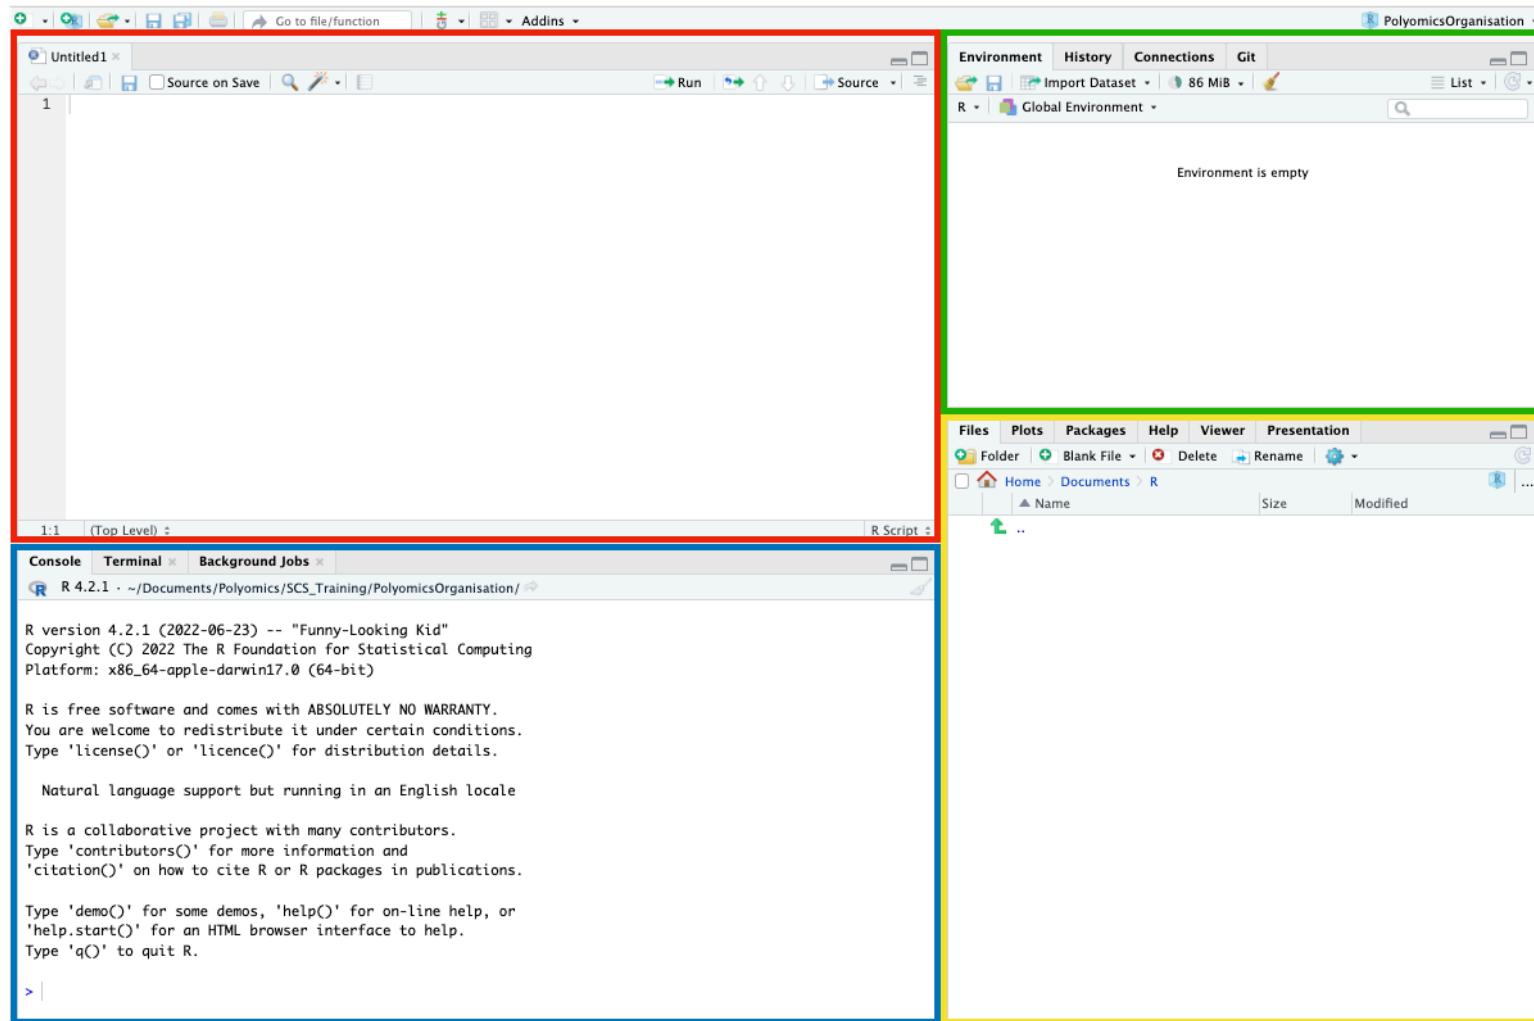 Go to file/function Addins PolyomicsOrganisation
Untitled1
Source on Save Run Source
1
1:1 (Top Level) R Script
Console Terminal Background Jobs
R 4.2.1 · ~/Documents/Polyomics/SCS_Training/PolyomicsOrganisation/
R version 4.2.1 (2022-06-23) -- "Funny-Looking Kid"
Copyright (C) 2022 The R Foundation for Statistical Computing
Platform: x86_64-apple-darwin17.0 (64-bit)
R is free software and comes with ABSOLUTELY NO WARRANTY.
You are welcome to redistribute it under certain conditions.
Type 'license()' or 'licence()' for distribution details.
Natural language support but running in an English locale
R is a collaborative project with many contributors.
Type 'contributors()' for more information and
'citation()' on how to cite R or R packages in publications.
Type 'demo()' for some demos, 'help()' for on-line help, or
'help.start()' for an HTML browser interface to help.
Type 'q()' to quit R.
>
Environment History Connections Git
Import Dataset 86 MiB List
R Global Environment
Environment is empty
Files Plots Packages Help Viewer Presentation
Folder Blank File Delete Rename
Home Documents R ...
Name Size Modified
..